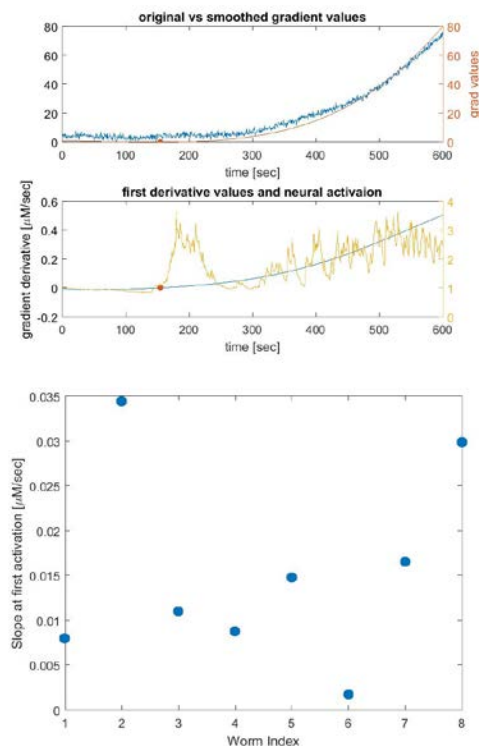 original vs smoothed gradient values
80
60
40
20
0
80
60
40
20
0
grad values
0 100 200 300 400 500 600
time [sec]
first derivative values and neural activaion
gradient derivative [μM/sec]
0.6
0.4
0.2
0
-0.2
4
3
2
1
0
0 100 200 300 400 500 600
time [sec]
Slope at first activation [μM/sec]
0.035
0.03
0.025
0.02
0.015
0.01
0.005
0
1 2 3 4 5 6 7 8
Worm Index